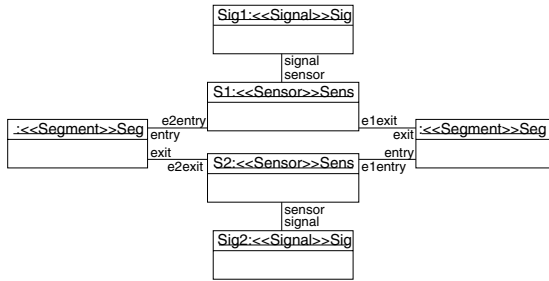 Sig1:<<Signal>>Sig
signal
sensor
S1:<<Sensor>>Sens
e2entry
e1exit
:<<Segment>>Seg
entry
exit
:<<Segment>>Seg
exit
entry
S2:<<Sensor>>Sens
e2exit
e1entry
sensor
signal
Sig2:<<Signal>>Sig